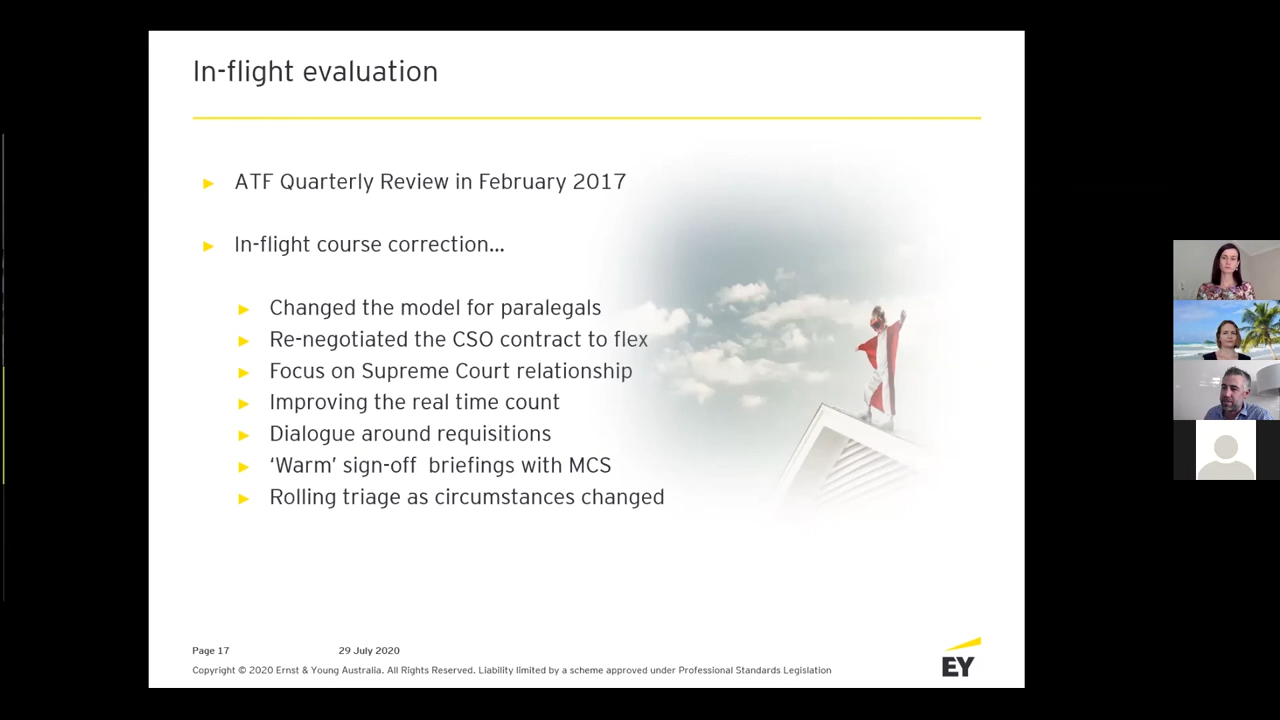 In-flight evaluation
► ATF Quarterly Review in February 2017
► In-flight course correction...
► Changed the model for paralegals
► Re-negotiated the CSO contract to flex
► Focus on Supreme Court relationship
► Improving the real time count
► Dialogue around requisitions
► ‘Warm’ sign-off  briefings with MCS
► Rolling triage as circumstances changed
Page 17 29 July 2020
Copyright © 2020 Ernst & Young Australia. All Rights Reserved. Liability limited by a scheme approved under Professional Standards Legislation
EY